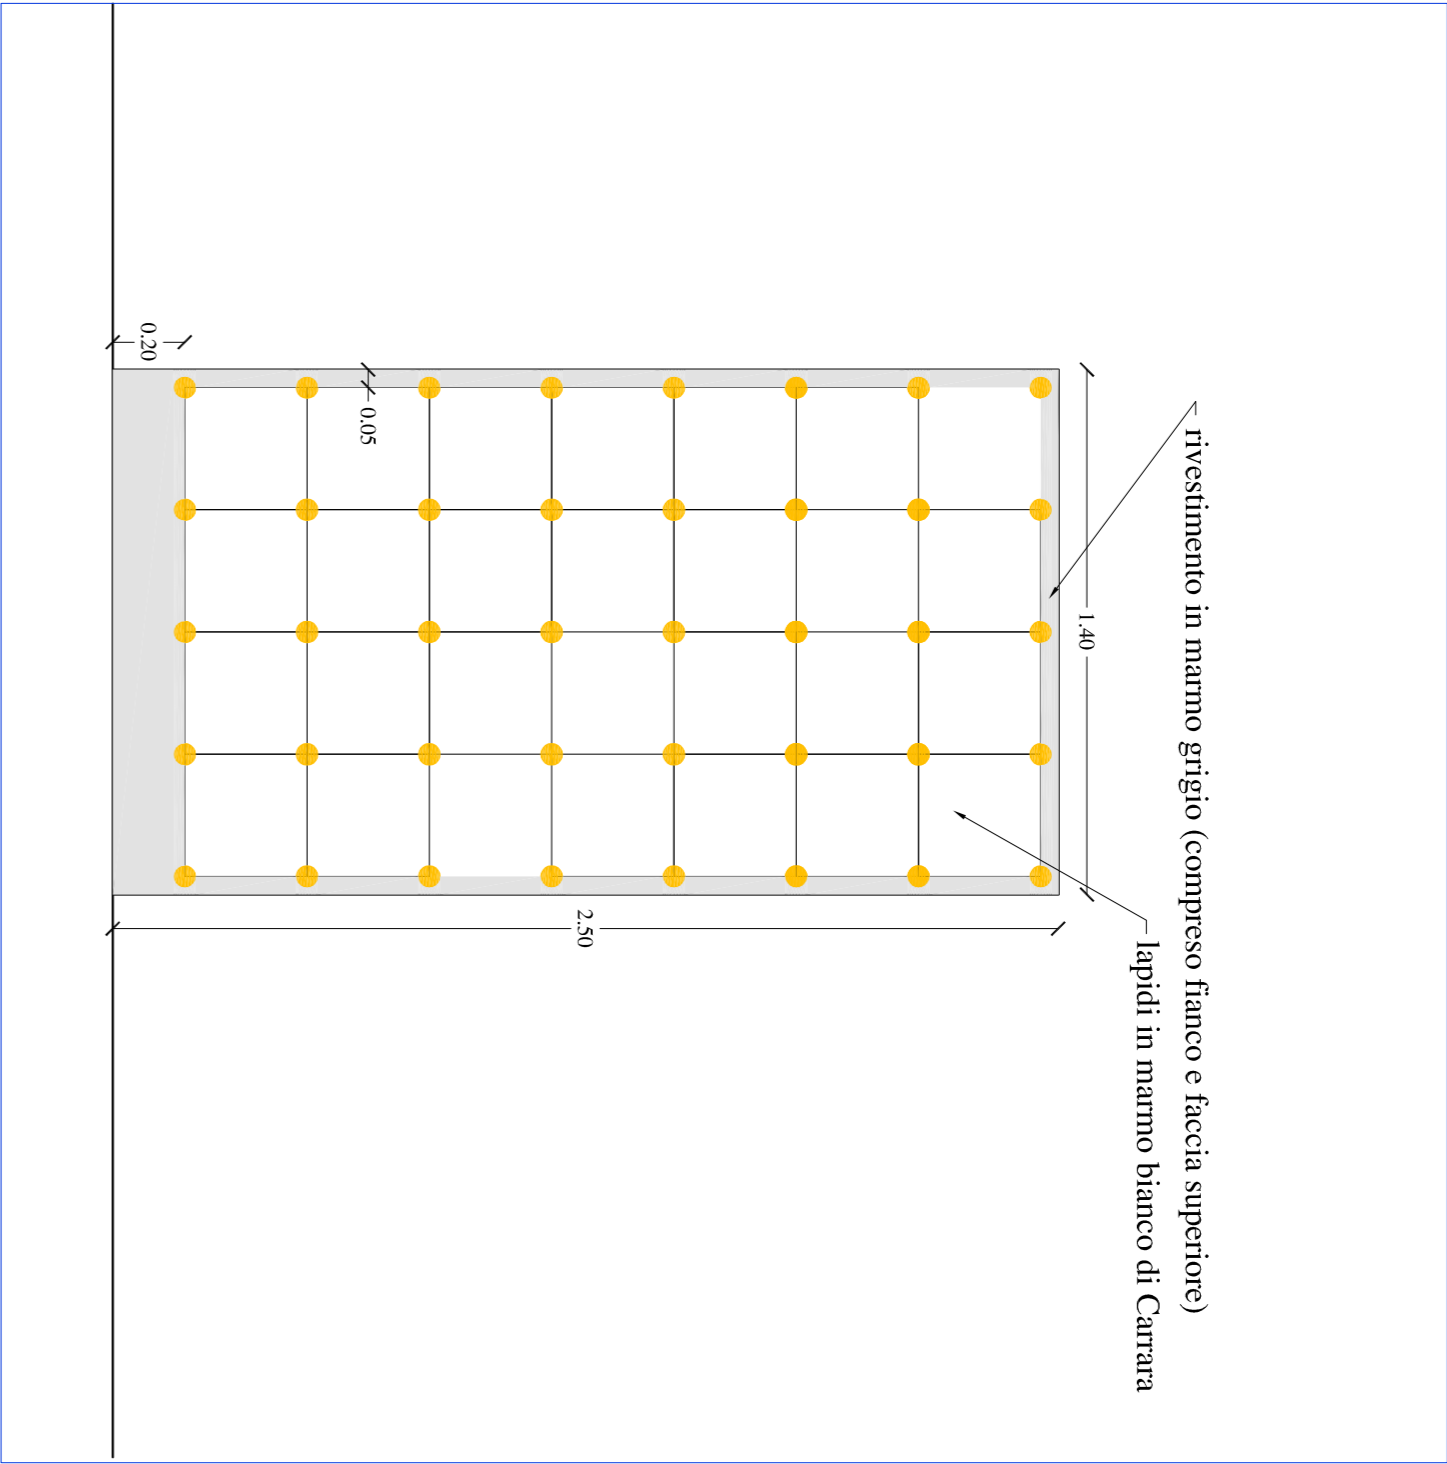 rivestimento in marmo grigio (compreso fianco e faccia superiore)
lapidi in marmo bianco di Carrara
1.40
0.05
2.50
0.20